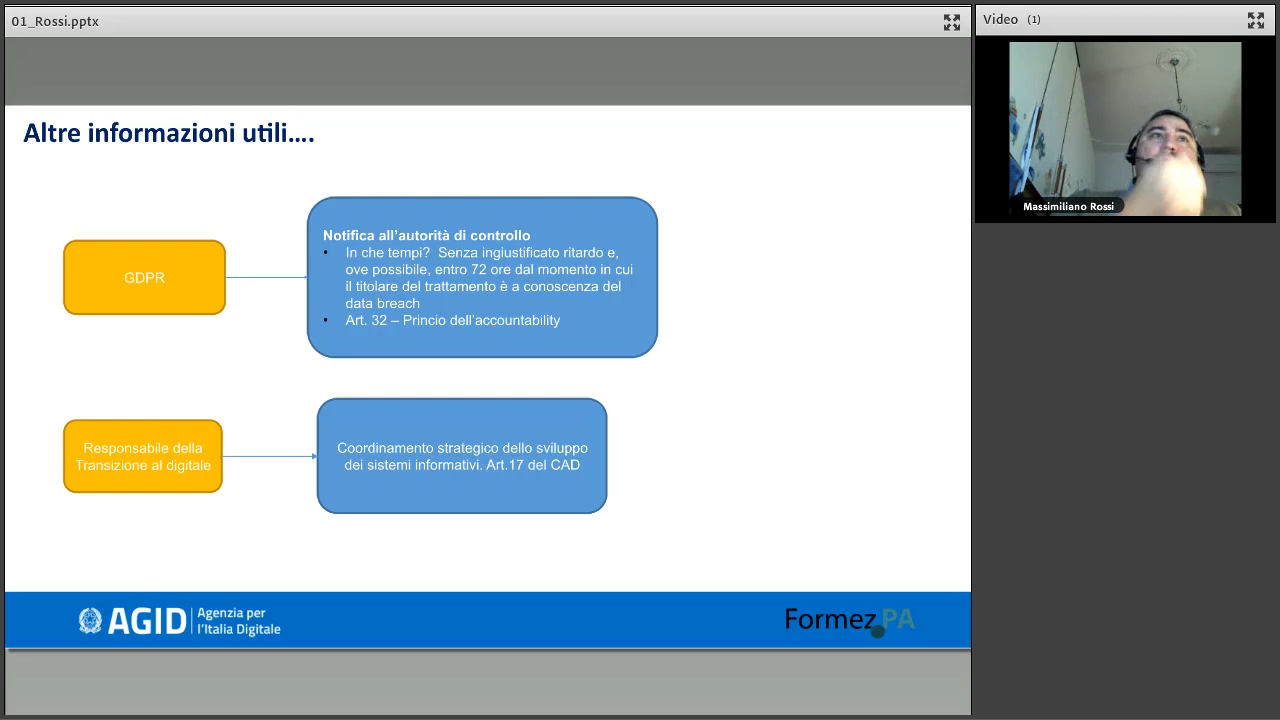 01_Rossi.pptx
Video (1)
Massimiliano Rossi
Altre informazioni utili....
GDPR
Notifica all'autorità di controllo
• In che tempi? Senza ingiustificato ritardo e,
ove possibile, entro 72 ore dal momento in cui
il titolare del trattamento è a conoscenza del
data breach
• Art. 32 – Princio dell'accountability
Responsabile della
Transizione al digitale
Coordinamento strategico dello sviluppo
dei sistemi informativi. Art.17 del CAD
AGID
Agenzia per
l'Italia Digitale
Formez PA